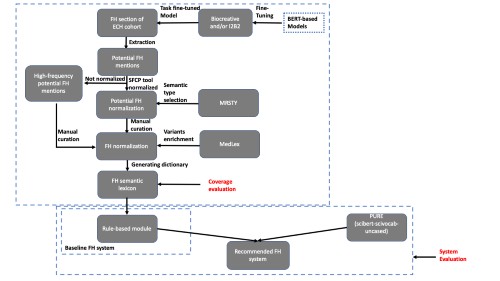 Task fine-tuned
Model
Fine-
Tuning
FH section of
ECH cohort
Biocreative
and/or I2B2
BERT-based
Models
Extraction
Potential FH
mentions
Not normalized
SFCP tool
normalized
High-frequency
potential FH
mentions
Semantic
type
selection
Potential FH
normalization
MRSTY
Manual
curation
Manual
curation
Variants
enrichment
FH normalization
MedLex
Generating dictionary
FH semantic
lexicon
Coverage
evaluation
Rule-based module
Baseline FH system
PURE
(scibert-scivocab-
uncased)
Recommended FH
system
System
Evaluation